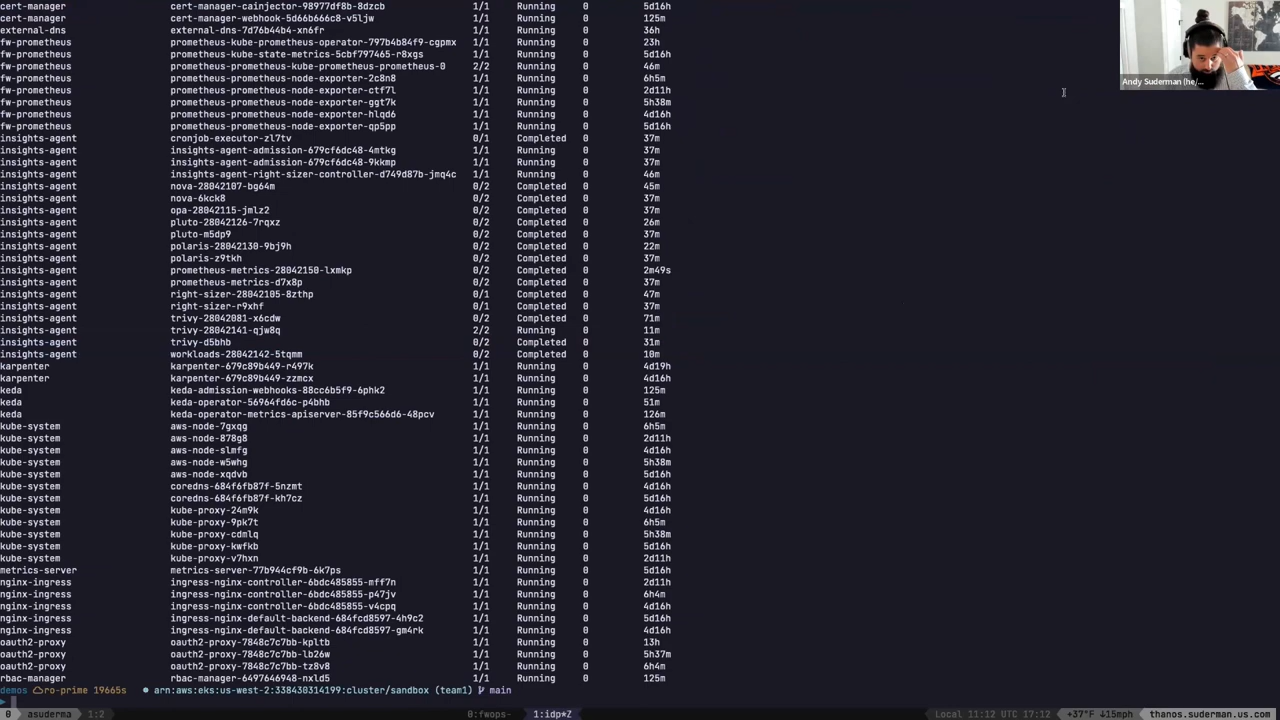 cert-manager cert-manager-cainjector-98977df8b-8dzcb 1/1 Running 0 5d16h
cert-manager cert-manager-webhook-5d66b666c8-v5ljw 1/1 Running 0 125m
external-dns external-dns-7d76b44b4-xn6fr 1/1 Running 0 36h
fw-prometheus prometheus-kube-prometheus-operator-797b4b84f9-cgpmx 1/1 Running 0 23h
fw-prometheus prometheus-kube-state-metrics-5cbf797465-r8xgs 1/1 Running 0 5d16h
fw-prometheus prometheus-prometheus-kube-prometheus-prometheus-0 2/2 Running 0 46m
fw-prometheus prometheus-prometheus-node-exporter-2c8n8 1/1 Running 0 6h5m
fw-prometheus prometheus-prometheus-node-exporter-ctf7l 1/1 Running 0 2d11h
fw-prometheus prometheus-prometheus-node-exporter-ggt7k 1/1 Running 0 5h38m
fw-prometheus prometheus-prometheus-node-exporter-hlqd6 1/1 Running 0 4d16h
fw-prometheus prometheus-prometheus-node-exporter-qp5pp 1/1 Running 0 5d16h
insights-agent cronjob-executor-zl7tv 0/1 Completed 0 37m
insights-agent insights-agent-admission-679cf6dc48-4mtkg 1/1 Running 0 37m
insights-agent insights-agent-admission-679cf6dc48-9kkmp 1/1 Running 0 37m
insights-agent insights-agent-right-sizer-controller-d749d87b-jmq4c 1/1 Running 0 46m
insights-agent nova-28042107-bg64m 0/2 Completed 0 45m
insights-agent nova-6kck8 0/2 Completed 0 37m
insights-agent opa-28042115-jmlz2 0/2 Completed 0 37m
insights-agent pluto-28042126-7rqxz 0/2 Completed 0 26m
insights-agent pluto-m5dp9 0/2 Completed 0 37m
insights-agent polaris-28042130-9bj9h 0/2 Completed 0 22m
insights-agent polaris-z9tkh 0/2 Completed 0 37m
insights-agent prometheus-metrics-28042150-lxmkp 0/2 Completed 0 2m49s
insights-agent prometheus-metrics-d7x8p 0/2 Completed 0 37m
insights-agent right-sizer-28042105-8zthp 0/1 Completed 0 47m
insights-agent right-sizer-r9xhf 0/1 Completed 0 37m
insights-agent trivy-28042081-x6cdw 0/2 Completed 0 71m
insights-agent trivy-28042141-qjw8q 2/2 Running 0 11m
insights-agent trivy-d5bhb 0/2 Completed 0 31m
insights-agent workloads-28042142-5tqmm 0/2 Completed 0 10m
karpenter karpenter-679c89b449-r497k 1/1 Running 0 4d19h
karpenter karpenter-679c89b449-zzmcx 1/1 Running 0 4d16h
keda keda-admission-webhooks-88cc6b5f9-6phk2 1/1 Running 0 125m
keda keda-operator-56964fd6c-p4bhb 1/1 Running 0 51m
keda keda-operator-metrics-apiserver-85f9c566d6-48pcv 1/1 Running 0 126m
kube-system aws-node-7gxqg 1/1 Running 0 6h5m
kube-system aws-node-878g8 1/1 Running 0 2d11h
kube-system aws-node-slmfg 1/1 Running 0 4d16h
kube-system aws-node-w5whg 1/1 Running 0 5h38m
kube-system aws-node-xqdvb 1/1 Running 0 5d16h
kube-system coredns-684f6fb87f-5nzmt 1/1 Running 0 4d16h
kube-system coredns-684f6fb87f-kh7cz 1/1 Running 0 5d16h
kube-system kube-proxy-24m9k 1/1 Running 0 4d16h
kube-system kube-proxy-9pk7t 1/1 Running 0 6h5m
kube-system kube-proxy-cdmlq 1/1 Running 0 5h38m
kube-system kube-proxy-kwfkb 1/1 Running 0 5d16h
kube-system kube-proxy-v7hxn 1/1 Running 0 2d11h
metrics-server metrics-server-77b944cf9b-6k7ps 1/1 Running 0 5d16h
nginx-ingress ingress-nginx-controller-6bdc485855-mff7n 1/1 Running 0 2d11h
nginx-ingress ingress-nginx-controller-6bdc485855-p47jv 1/1 Running 0 6h4m
nginx-ingress ingress-nginx-controller-6bdc485855-v4cpq 1/1 Running 0 4d16h
nginx-ingress ingress-nginx-default-backend-684fcd8597-4h9c2 1/1 Running 0 5d16h
nginx-ingress ingress-nginx-default-backend-684fcd8597-gm4rk 1/1 Running 0 4d16h
oauth2-proxy oauth2-proxy-7848c7c7bb-kpltb 1/1 Running 0 13h
oauth2-proxy oauth2-proxy-7848c7c7bb-lb26w 1/1 Running 0 5h37m
oauth2-proxy oauth2-proxy-7848c7c7bb-tz8v8 1/1 Running 0 6h4m
rbac-manager rbac-manager-6497646948-nxld5 1/1 Running 0 125m
demos ro-prime 19665s ● arn:aws:eks:us-west-2:338430314199:cluster/sandbox (team1) main
0 asuderma 1:2 0:fwops- 1:idp*Z Local 11:12 UTC 17:12 +37°F ↓15mph thanos.suderman.us.com
Andy Suderman (he/...